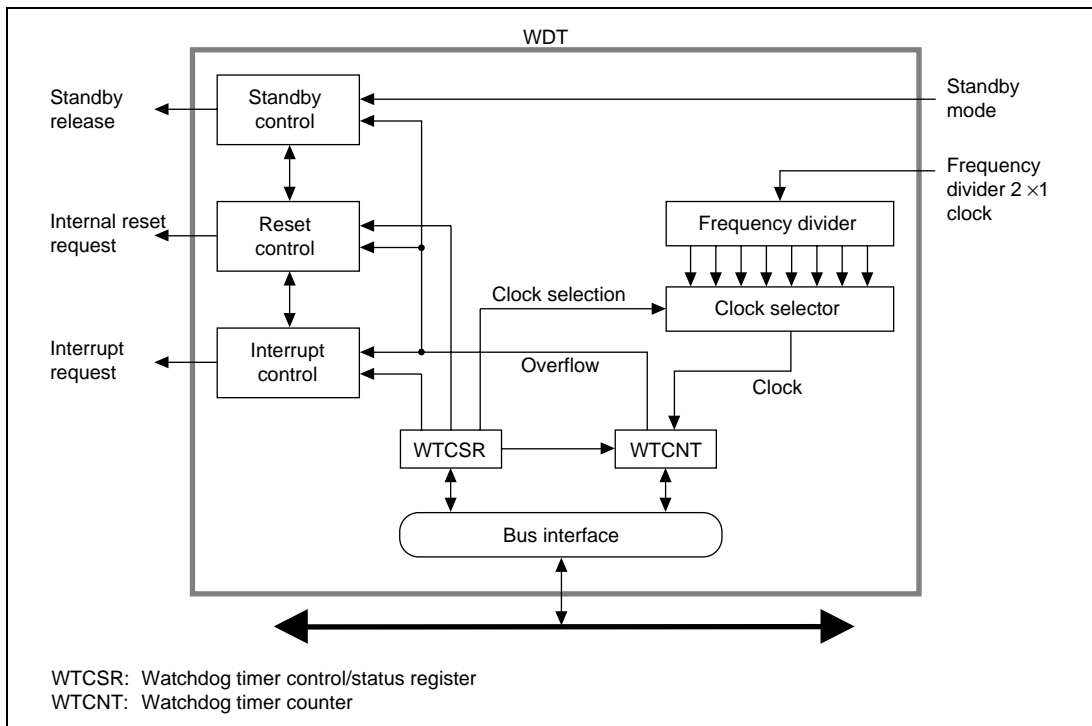 WDT
Standby
release
Standby
control
Standby
mode
Frequency
divider 2 ×1
clock
Internal reset
request
Reset
control
Frequency divider
Clock selection
Clock selector
Interrupt
request
Interrupt
control
Overflow
Clock
WTCSR
WTCNT
Bus interface
WTCSR: Watchdog timer control/status register
WTCNT: Watchdog timer counter